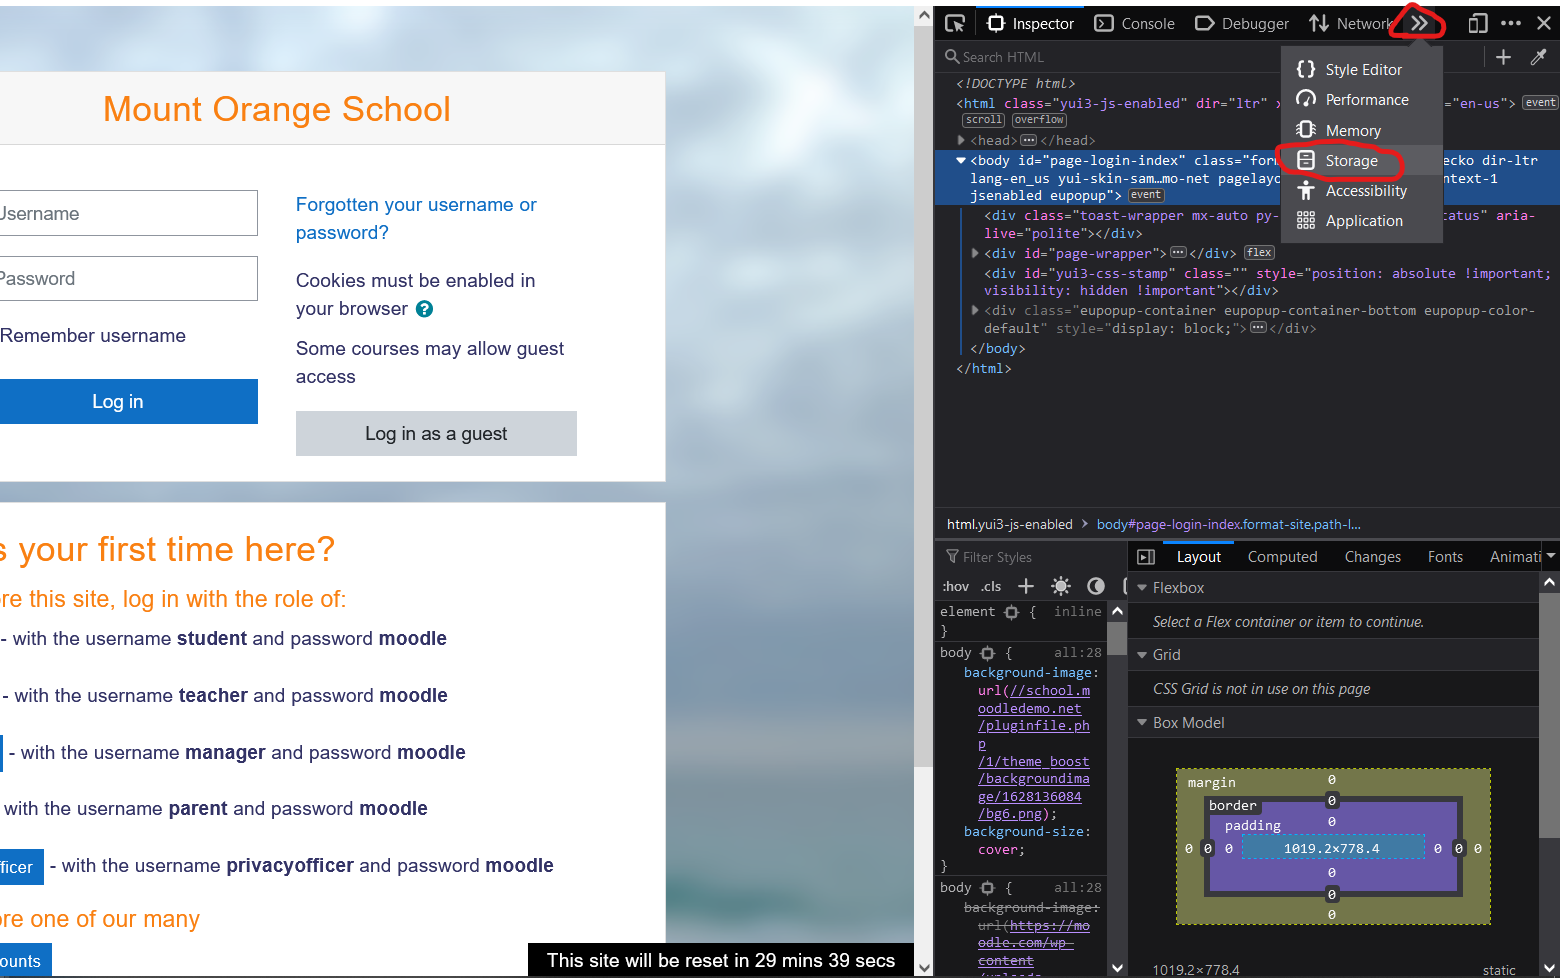 Mount Orange School
Username
Password
Remember username
Log in
Forgotten your username or
password?
Cookies must be enabled in
your browser ?
Some courses may allow guest
access
Log in as a guest
s your first time here?
ore this site, log in with the role of:
- with the username student and password moodle
- with the username teacher and password moodle
- with the username manager and password moodle
with the username parent and password moodle
ficer - with the username privacyofficer and password moodle
ore one of our many
ounts
This site will be reset in 29 mins 39 secs
Inspector Console Debugger Network
Search HTML
Style Editor
Performance
Memory
Storage
Accessibility
Application
<!DOCTYPE html>
<html class="yui3-js-enabled" dir="ltr" x ="en-us"> event
scroll overflow
<head> ••• </head>
<body id="page-login-index" class="for ecko dir-ltr
lang-en_us yui-skin-sam…mo-net pagelayo ntext-1
jsenabled eupopup"> event
<div class="toast-wrapper mx-auto py- tatus" aria-
live="polite"></div>
<div id="page-wrapper"> ••• </div> flex
<div id="yui3-css-stamp" class="" style="position: absolute !important;
visibility: hidden !important"></div>
<div class="eupopup-container eupopup-container-bottom eupopup-color-
default" style="display: block;"> ••• </div>
</body>
</html>
html.yui3-js-enabled > body#page-login-index.format-site.path-l…
Filter Styles
:hov .cls +
element { inline
}
body { all:28
background-image:
url(//school.m
oodledemo.net
/pluginfile.ph
p
/1/theme_boost
/backgroundima
ge/1628136084
/bg6.png);
background-size:
cover;
}
body { all:28
background-image:
url(https://mo
odle.com/wp-
content
Layout Computed Changes Fonts Animati
Flexbox
Select a Flex container or item to continue.
Grid
CSS Grid is not in use on this page
Box Model
margin 0
border 0
padding 0
0 0 0 1019.2×778.4 0 0 0
0
0
0
1019.2×778.4 static